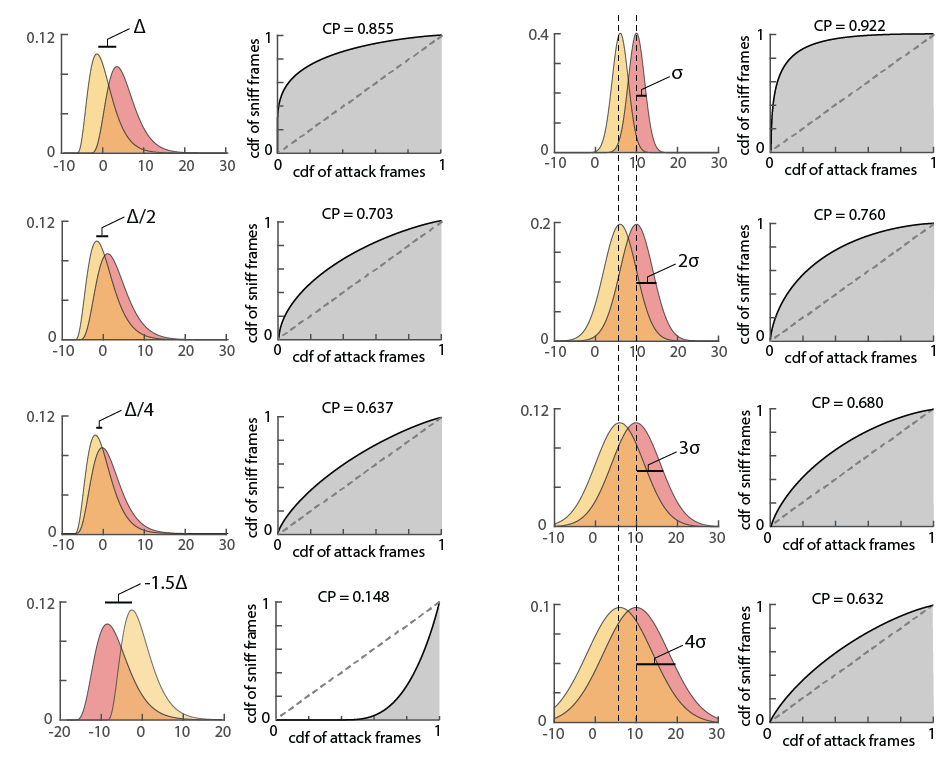 Δ
0.12
0
-10 0 10 20 30
CP = 0.855
cdf of sniff frames
1
0
0 1
cdf of attack frames
σ
0.4
0
-10 0 10 20 30
CP = 0.922
cdf of sniff frames
1
0
0 1
cdf of attack frames
Δ/2
0.12
0
-10 0 10 20 30
CP = 0.703
cdf of sniff frames
1
0
0 1
cdf of attack frames
2σ
0.2
0
-10 0 10 20 30
CP = 0.760
cdf of sniff frames
1
0
0 1
cdf of attack frames
Δ/4
0.12
0
-10 0 10 20 30
CP = 0.637
cdf of sniff frames
1
0
0 1
cdf of attack frames
3σ
0.12
0
-10 0 10 20 30
CP = 0.680
cdf of sniff frames
1
0
0 1
cdf of attack frames
-1.5Δ
0.12
0
-20 -10 0 10 20
CP = 0.148
cdf of sniff frames
1
0
0 1
cdf of attack frames
4σ
0.1
0
-10 0 10 20 30
CP = 0.632
cdf of sniff frames
1
0
0 1
cdf of attack frames